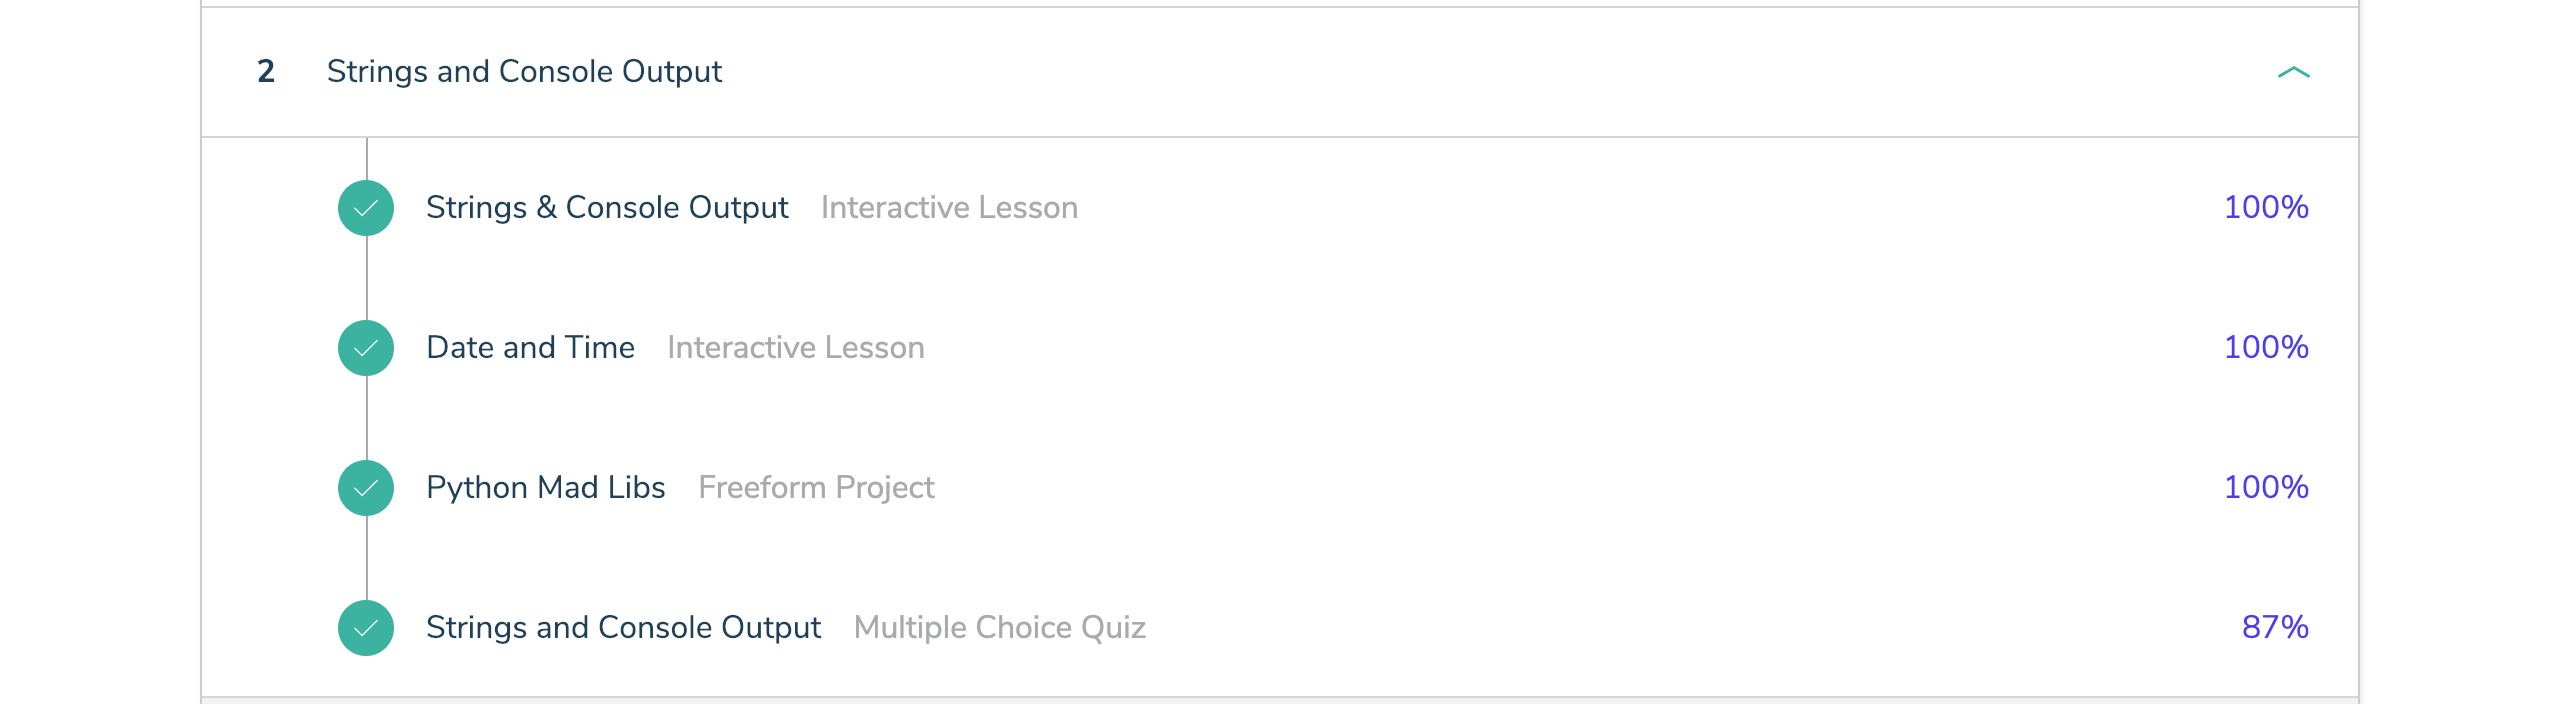 2 Strings and Console Output
Strings & Console Output Interactive Lesson 100%
Date and Time Interactive Lesson 100%
Python Mad Libs Freeform Project 100%
Strings and Console Output Multiple Choice Quiz 87%